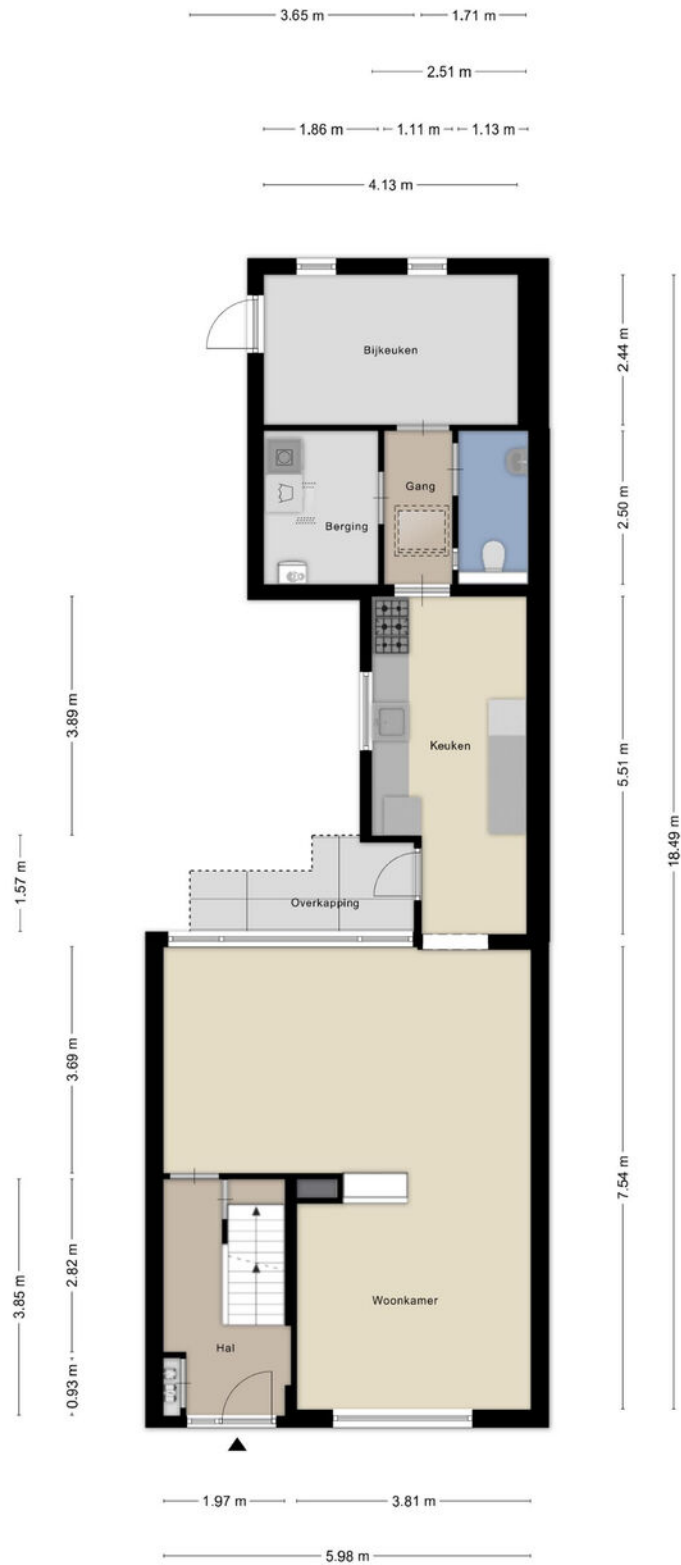 3.65 m
1.71 m
2.51 m
1.86 m
1.11 m
1.13 m
4.13 m
Bijkeuken
2.44 m
Gang
Berging
2.50 m
3.89 m
Keuken
5.51 m
18.49 m
1.57 m
Overkapping
3.69 m
7.54 m
3.85 m
2.82 m
Woonkamer
Hal
0.93 m
1.97 m
3.81 m
5.98 m